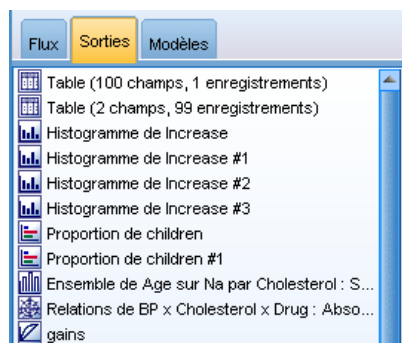 Flux Sorties Modèles
Table (100 champs, 1 enregistrements)
Table (2 champs, 99 enregistrements)
Histogramme de Increase
Histogramme de Increase #1
Histogramme de Increase #2
Histogramme de Increase #3
Proportion de children
Proportion de children #1
Ensemble de Age sur Na par Cholesterol : S...
Relations de BP x Cholesterol x Drug : Abso...
gains